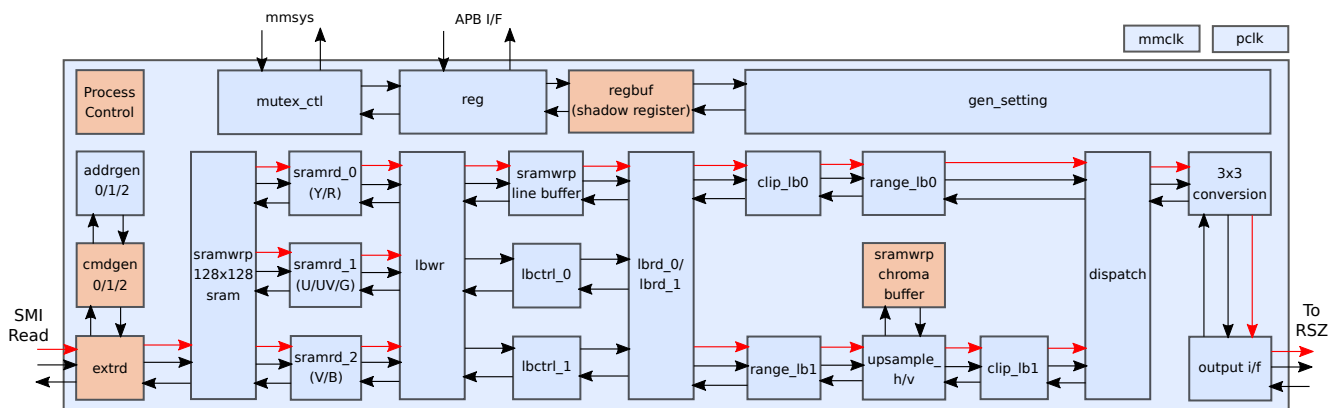 mmsys
APB I/F
mmclk
pclk
Process
Control
mutex_ctl
reg
regbuf
(shadow register)
gen_setting
addrgen
0/1/2
cmdgen
0/1/2
SMI
Read
extrd
sramwrp
128x128
sram
sramrd_0
(Y/R)
sramrd_1
(U/UV/G)
sramrd_2
(V/B)
lbwr
sramwrp
line buffer
lbctrl_0
lbctrl_1
lbrd_0/
lbrd_1
clip_lb0
range_lb0
sramwrp
chroma
buffer
range_lb1
upsample_
h/v
clip_lb1
dispatch
3x3
conversion
output i/f
To
RSZ